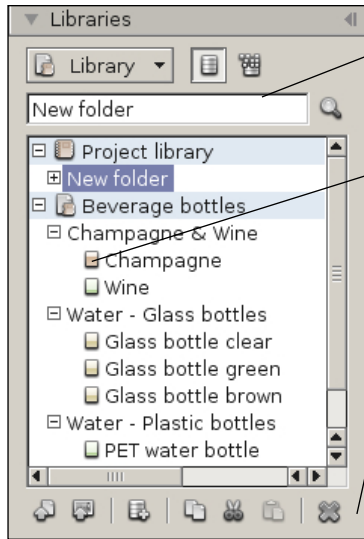 Libraries
Library
New folder
Project library
New folder
Beverage bottles
Champagne & Wine
Champagne
Wine
Water - Glass bottles
Glass bottle clear
Glass bottle green
Glass bottle brown
Water - Plastic bottles
PET water bottle